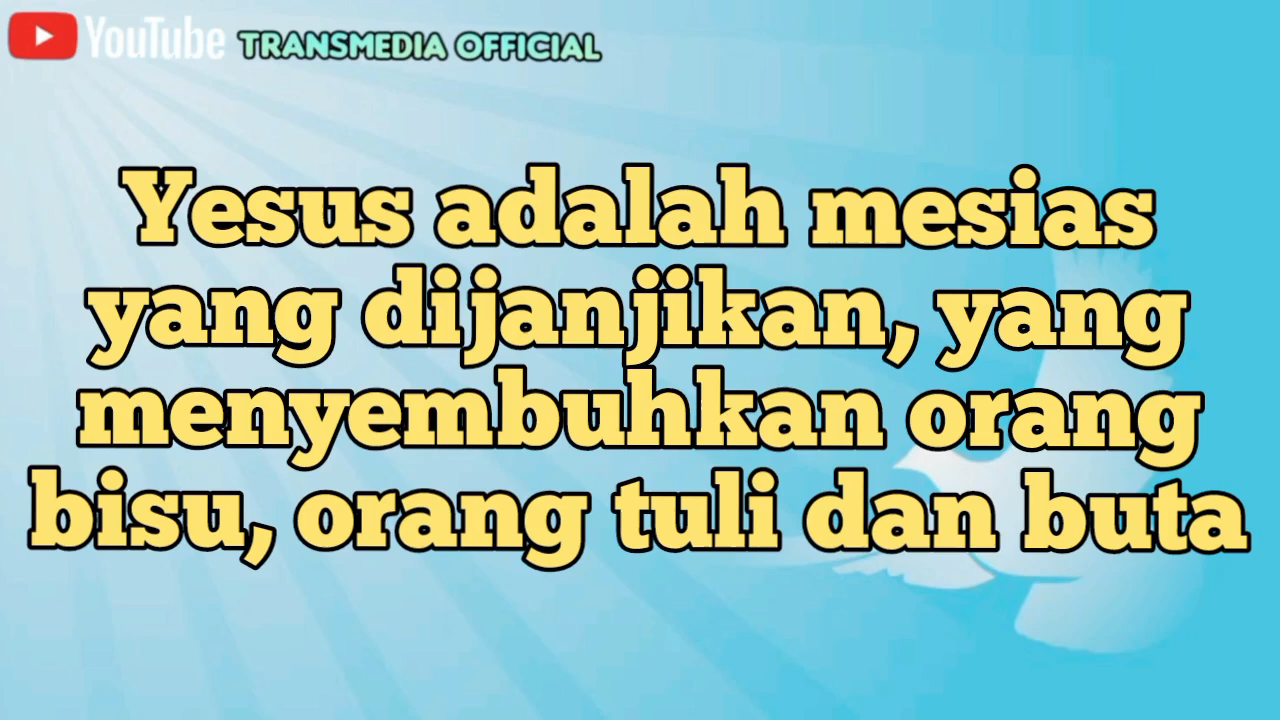 YouTube TRANSMEDIA OFFICIAL
Yesus adalah mesias
yang dijanjikan, yang
menyembuhkan orang
bisu, orang tuli dan buta